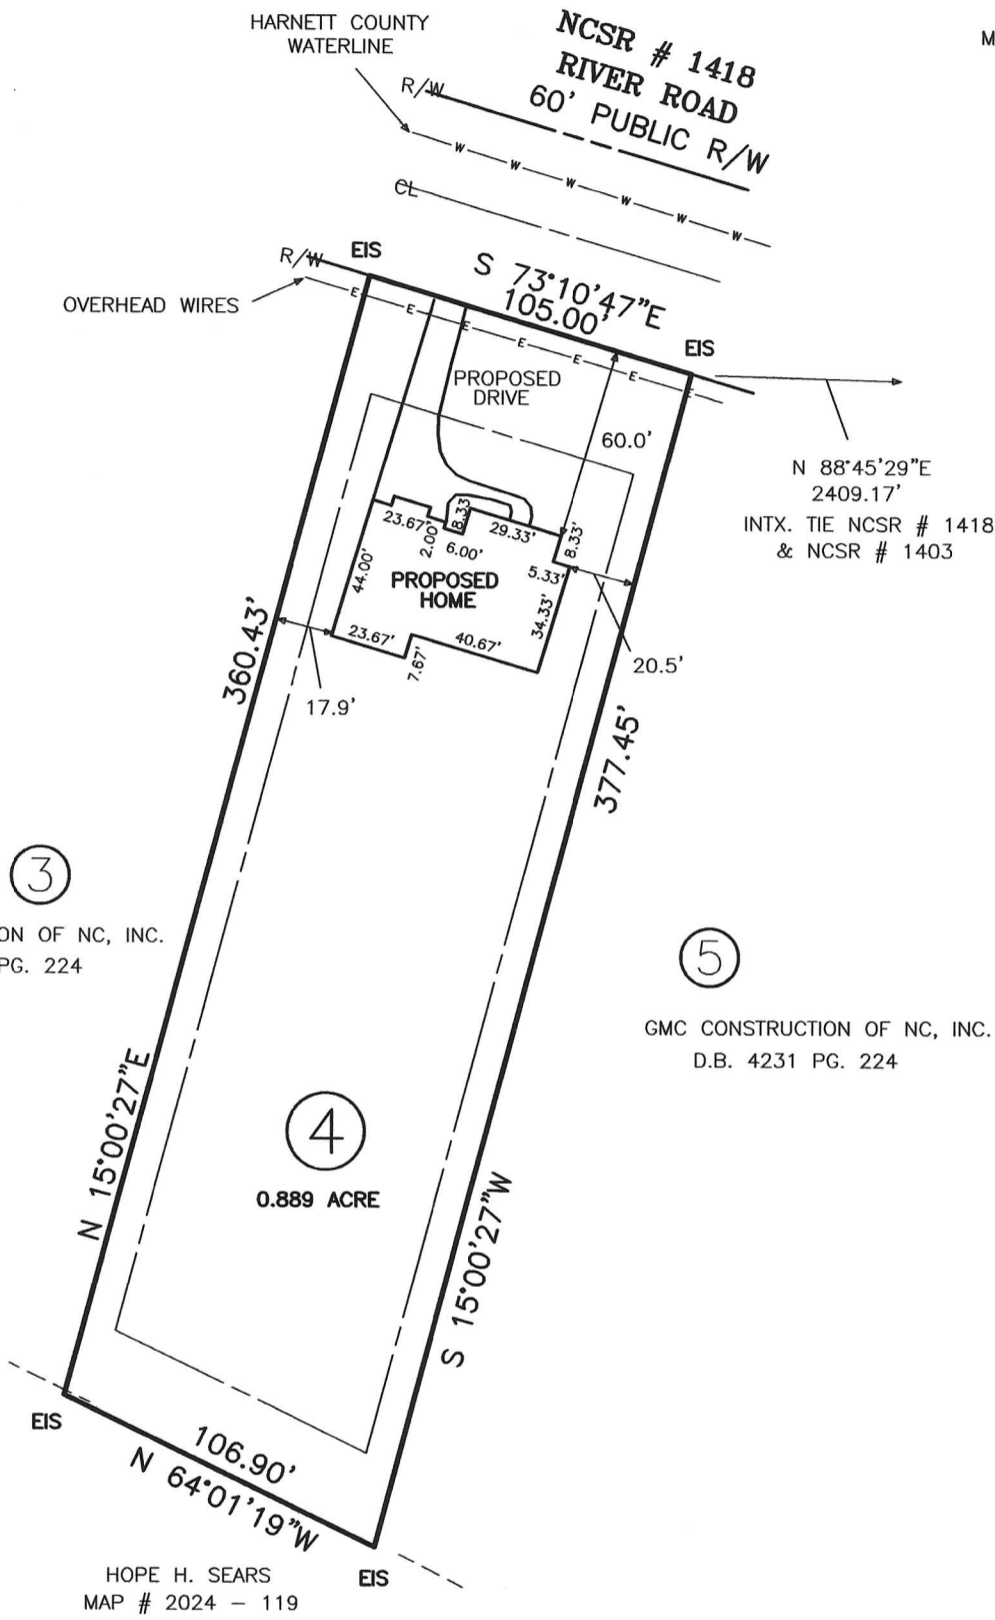 HARNETT COUNTY
WATERLINE
M
NCSR # 1418
RIVER ROAD
60' PUBLIC R/W
R/W
W W W W W W
CL
R/W
EIS
S 73°10'47"E
105.00'
OVERHEAD WIRES
E E E E E E E
EIS
PROPOSED
DRIVE
60.0'
N 88°45'29"E
2409.17'
INTX. TIE NCSR # 1418
& NCSR # 1403
23.67'
2.00'
8.33'
6.00'
29.33'
8.33'
5.33'
44.00'
PROPOSED
HOME
34.33'
23.67'
7.67'
40.67'
20.5'
17.9'
360.43'
377.45'
3
ON OF NC, INC.
PG. 224
5
GMC CONSTRUCTION OF NC, INC.
D.B. 4231 PG. 224
N 15°00'27"E
4
0.889 ACRE
S 15°00'27"W
EIS
106.90'
N 64°01'19"W
EIS
HOPE H. SEARS
MAP # 2024 - 119